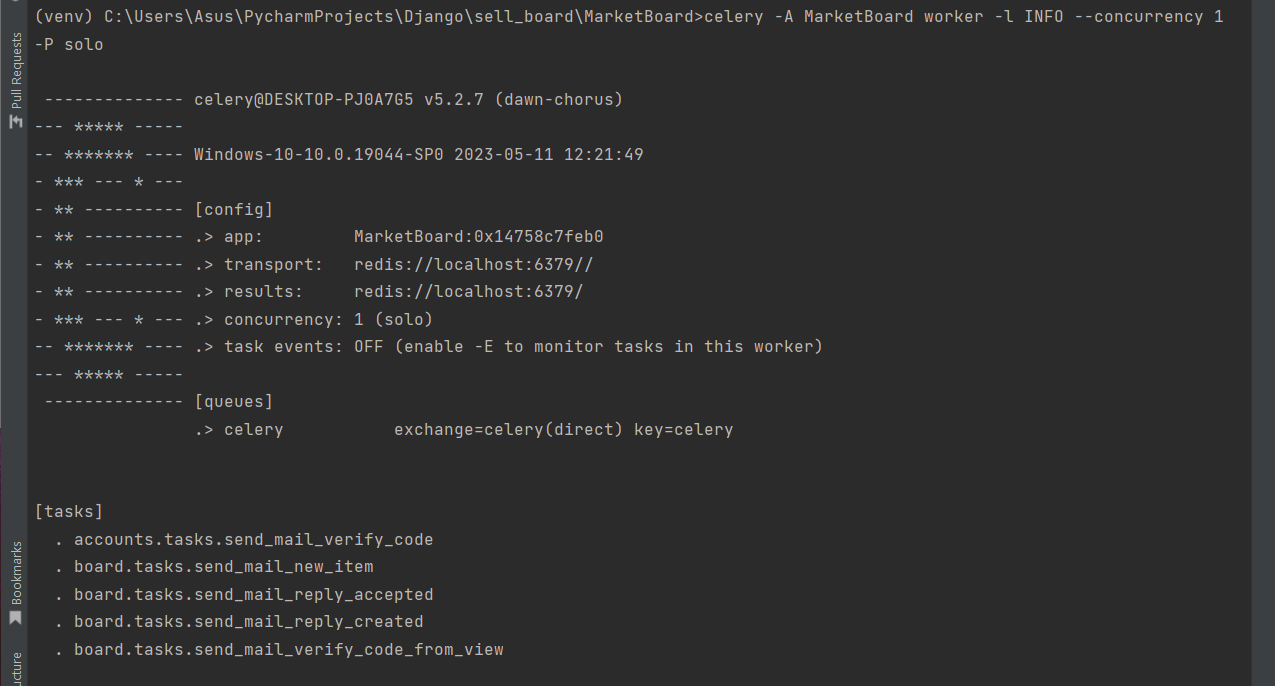 (venv) C:\Users\Asus\PycharmProjects\Django\sell_board\MarketBoard>celery -A MarketBoard worker -l INFO --concurrency 1
-P solo
 -------------- celery@DESKTOP-PJ0A7G5 v5.2.7 (dawn-chorus)
--- ***** -----
-- ******* ---- Windows-10-10.0.19044-SP0 2023-05-11 12:21:49
- *** --- * ---
- ** ---------- [config]
- ** ---------- .> app:         MarketBoard:0x14758c7feb0
- ** ---------- .> transport:   redis://localhost:6379//
- ** ---------- .> results:     redis://localhost:6379/
- *** --- * --- .> concurrency: 1 (solo)
-- ******* ---- .> task events: OFF (enable -E to monitor tasks in this worker)
--- ***** -----
 -------------- [queues]
                .> celery           exchange=celery(direct) key=celery
[tasks]
  . accounts.tasks.send_mail_verify_code
  . board.tasks.send_mail_new_item
  . board.tasks.send_mail_reply_accepted
  . board.tasks.send_mail_reply_created
  . board.tasks.send_mail_verify_code_from_view
Pull Requests
Bookmarks
ucture